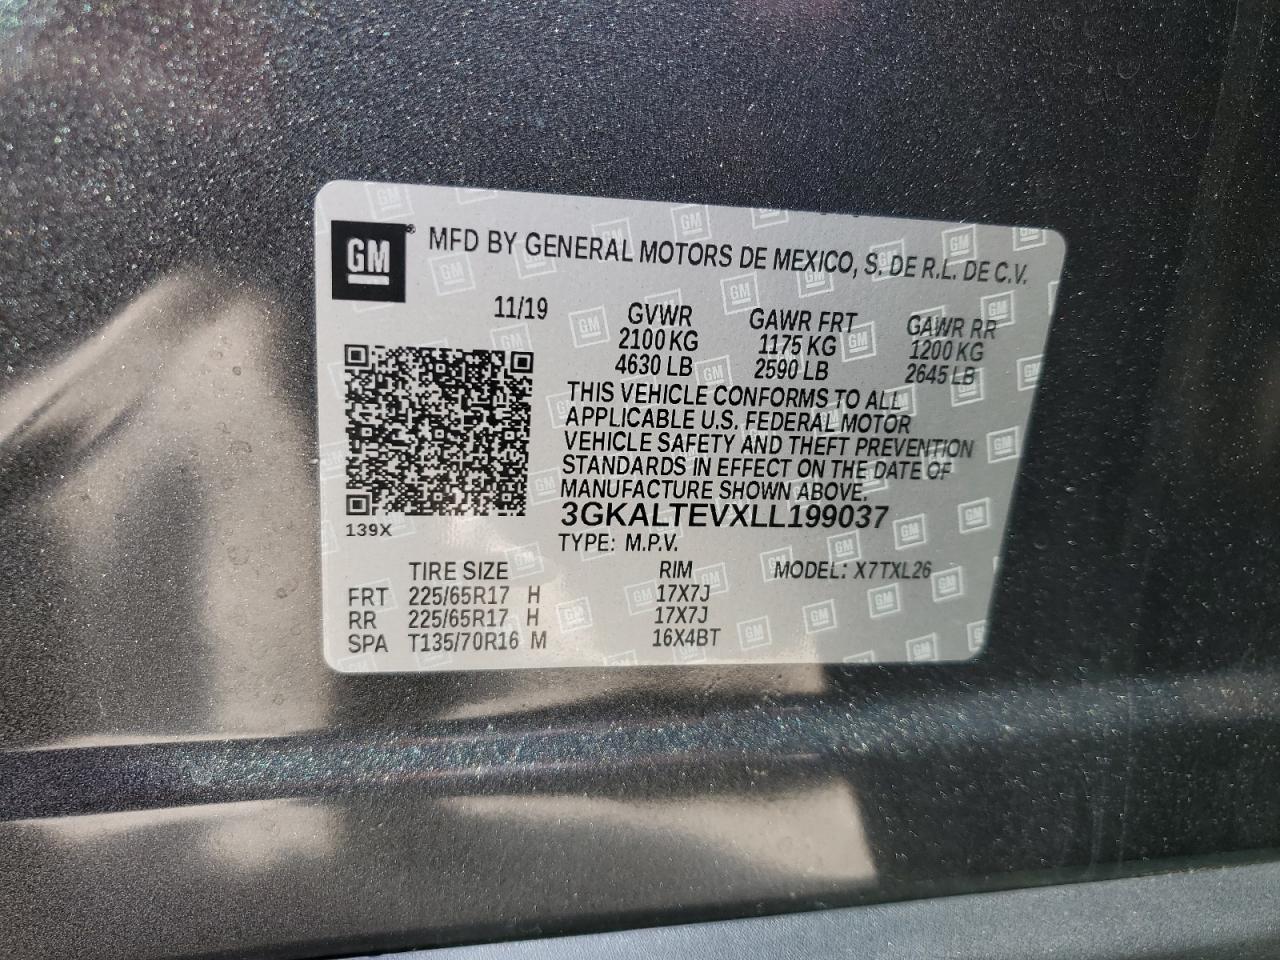 GM® MFD BY GENERAL MOTORS DE MEXICO, S. DE R.L. DE C.V.
11/19 GVWR GAWR FRT GAWR RR
2100 KG 1175 KG 1200 KG
4630 LB 2590 LB 2645 LB
THIS VEHICLE CONFORMS TO ALL
APPLICABLE U.S. FEDERAL MOTOR
VEHICLE SAFETY AND THEFT PREVENTION
STANDARDS IN EFFECT ON THE DATE OF
MANUFACTURE SHOWN ABOVE.
139X 3GKALTEVXLL199037
TYPE: M.P.V.
TIRE SIZE RIM MODEL: X7TXL26
FRT 225/65R17 H 17X7J
RR 225/65R17 H 17X7J
SPA T135/70R16 M 16X4BT